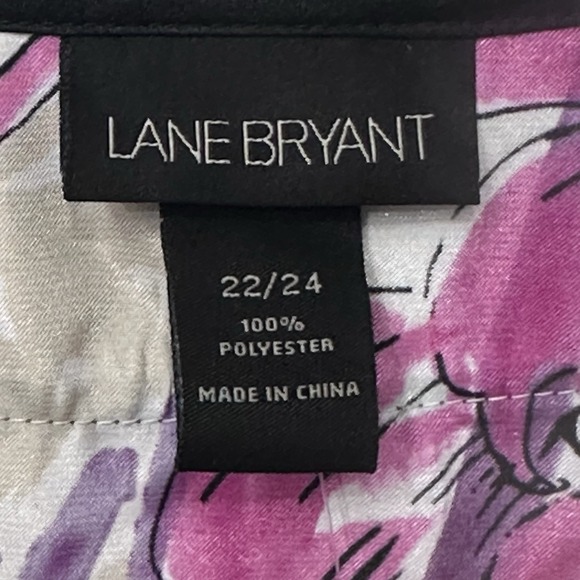 LANE BRYANT
22/24
100%
POLYESTER
MADE IN CHINA